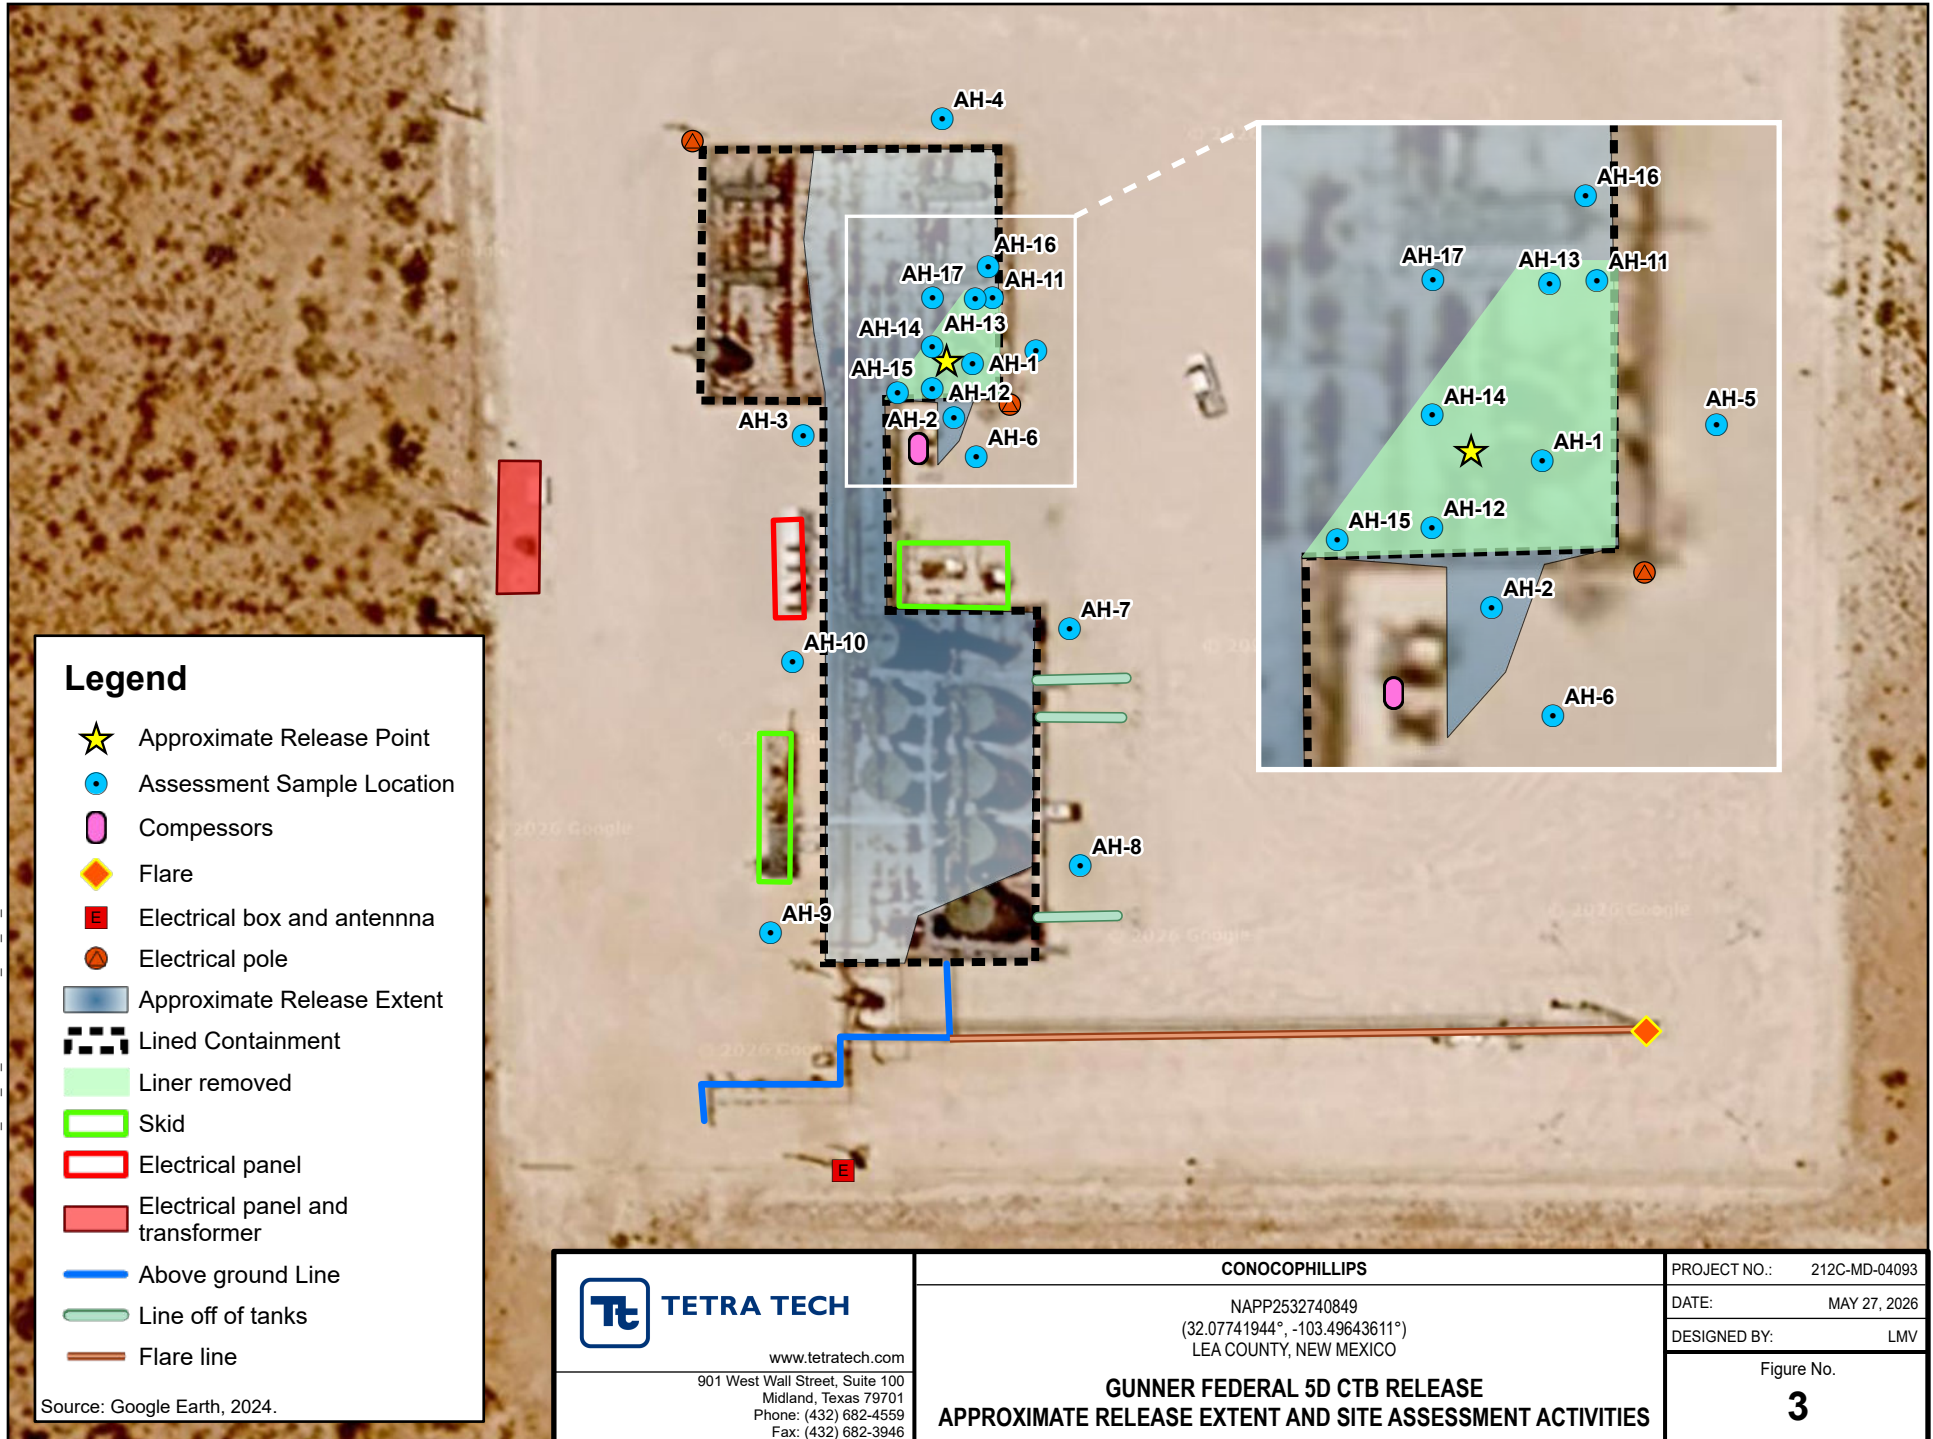 AH-4
AH-16
AH-17
AH-11
AH-14
AH-13
AH-15
AH-1
AH-12
AH-3
AH-2
AH-6
AH-7
AH-10
AH-8
AH-9
AH-16
AH-17
AH-13
AH-11
AH-14
AH-5
AH-1
AH-15
AH-12
AH-2
AH-6
© 2026 Google
© 2026 Google
© 2026 Google
Legend
Approximate Release Point
Assessment Sample Location
Compessors
Flare
E
Electrical box and antennna
Electrical pole
Approximate Release Extent
Lined Containment
Liner removed
Skid
Electrical panel
Electrical panel and
transformer
Above ground Line
Line off of tanks
Flare line
Source: Google Earth, 2024.
E
Tt
TETRA TECH
www.tetratech.com
901 West Wall Street, Suite 100
Midland, Texas 79701
Phone: (432) 682-4559
Fax: (432) 682-3946
CONOCOPHILLIPS
NAPP2532740849
(32.07741944°, -103.49643611°)
LEA COUNTY, NEW MEXICO
GUNNER FEDERAL 5D CTB RELEASE
APPROXIMATE RELEASE EXTENT AND SITE ASSESSMENT ACTIVITIES
PROJECT NO.: 212C-MD-04093
DATE: MAY 27, 2026
DESIGNED BY: LMV
Figure No.
3